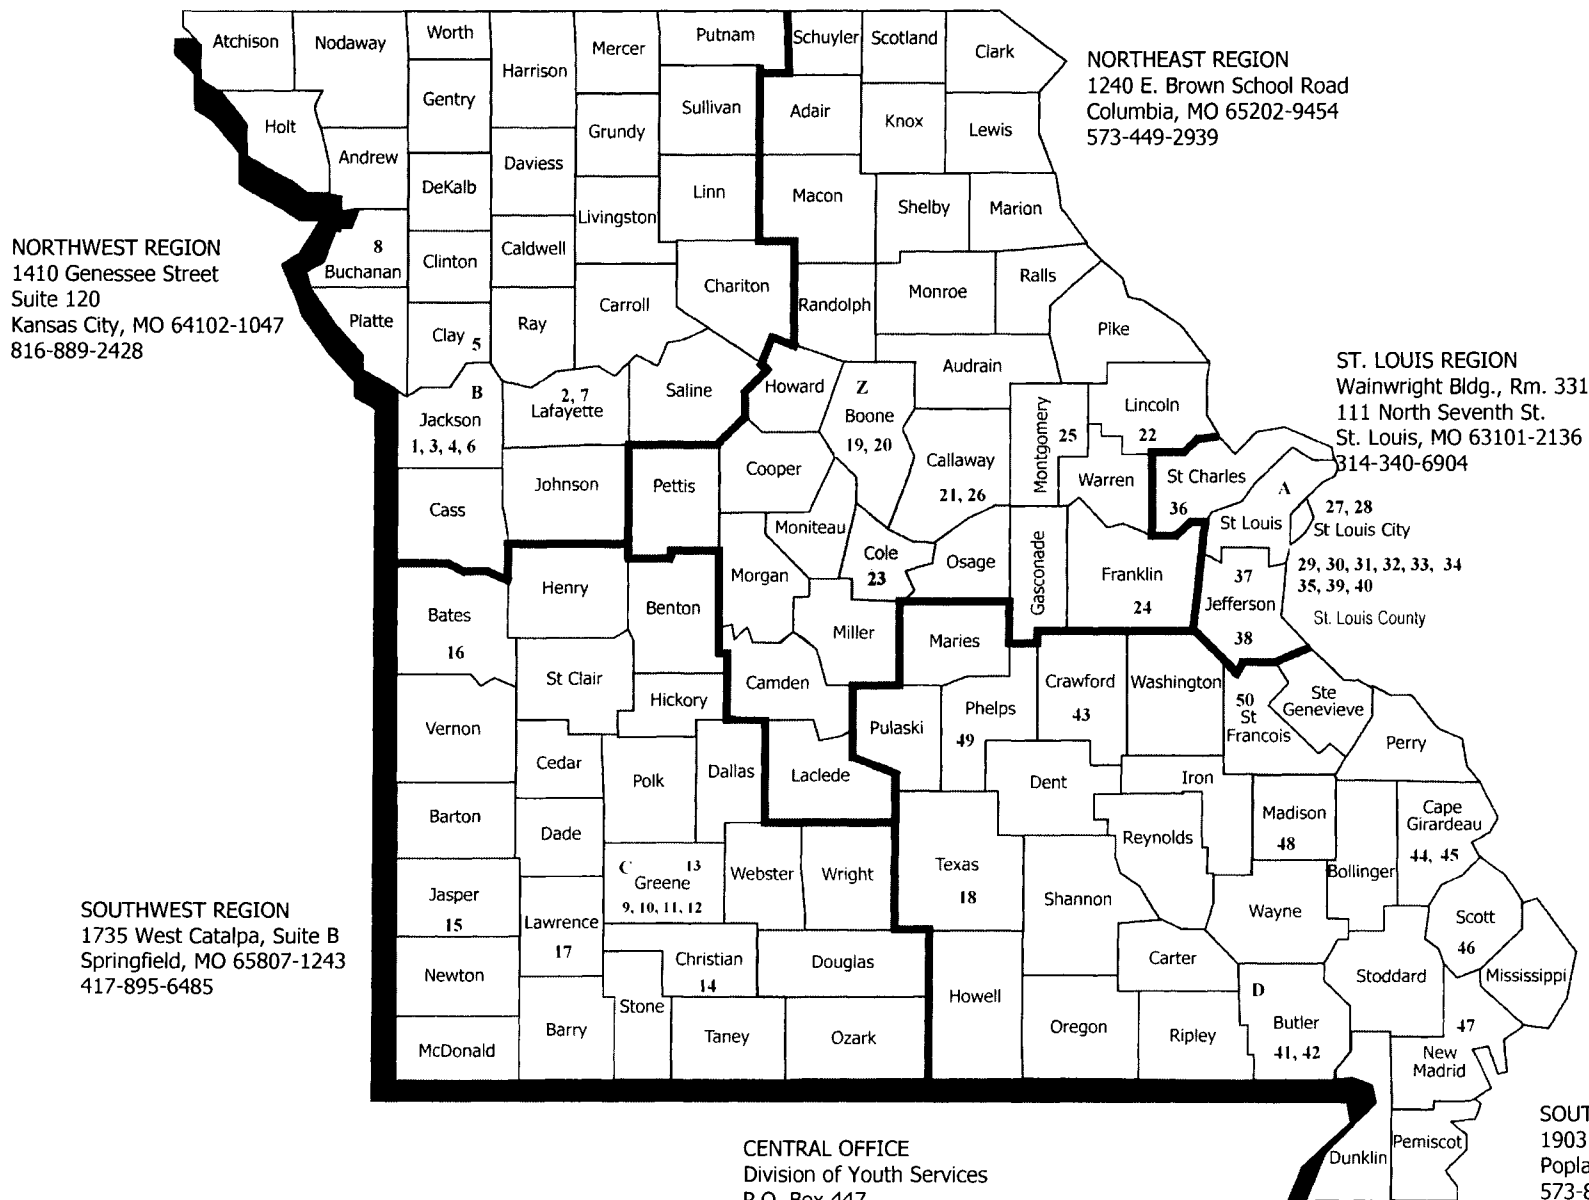 Atchison
Nodaway
Worth
Harrison
Mercer
Putnam
Schuyler
Scotland
Clark
Gentry
Sullivan
Adair
Knox
Lewis
Holt
Andrew
DeKalb
Daviess
Grundy
Linn
Macon
Shelby
Marion
Livingston
NORTHEAST REGION
1240 E. Brown School Road
Columbia, MO 65202-9454
573-449-2939
NORTHWEST REGION
1410 Genessee Street
Suite 120
Kansas City, MO 64102-1047
816-889-2428
8
Buchanan
Clinton
Caldwell
Chariton
Randolph
Monroe
Ralls
Platte
Clay 5
Ray
Carroll
Pike
Audrain
B
Jackson
1, 3, 4, 6
2, 7
Lafayette
Saline
Howard
Z
Boone
19, 20
Callaway
21, 26
Montgomery
25
Lincoln
22
Warren
ST. LOUIS REGION
Wainwright Bldg., Rm. 331
111 North Seventh St.
St. Louis, MO 63101-2136
314-340-6904
St Charles
36
A
St Louis
27, 28
St Louis City
29, 30, 31, 32, 33, 34
35, 39, 40
St. Louis County
Cass
Johnson
Pettis
Cooper
Moniteau
Morgan
Cole
23
Osage
Gasconade
Franklin
24
37
Jefferson
38
Bates
16
Henry
Benton
Miller
Maries
St Clair
Hickory
Camden
Pulaski
Phelps
49
Crawford
43
Washington
50
St
Francois
Ste
Genevieve
Perry
Vernon
Cedar
Polk
Dallas
Laclede
Dent
Iron
Reynolds
Madison
48
Bollinger
Cape
Girardeau
44, 45
Barton
Dade
C
13
Greene
9, 10, 11, 12
Webster
Wright
Texas
18
Shannon
Wayne
Scott
46
Mississippi
Jasper
15
Lawrence
17
SOUTHWEST REGION
1735 West Catalpa, Suite B
Springfield, MO 65807-1243
417-895-6485
Newton
Christian
14
Douglas
Howell
Carter
Stoddard
McDonald
Barry
Stone
Taney
Ozark
Oregon
Ripley
D
Butler
41, 42
47
New
Madrid
Dunklin
Pemiscot
CENTRAL OFFICE
Division of Youth Services
P.O. Box 447
SOUT
1903
Popla
573-8